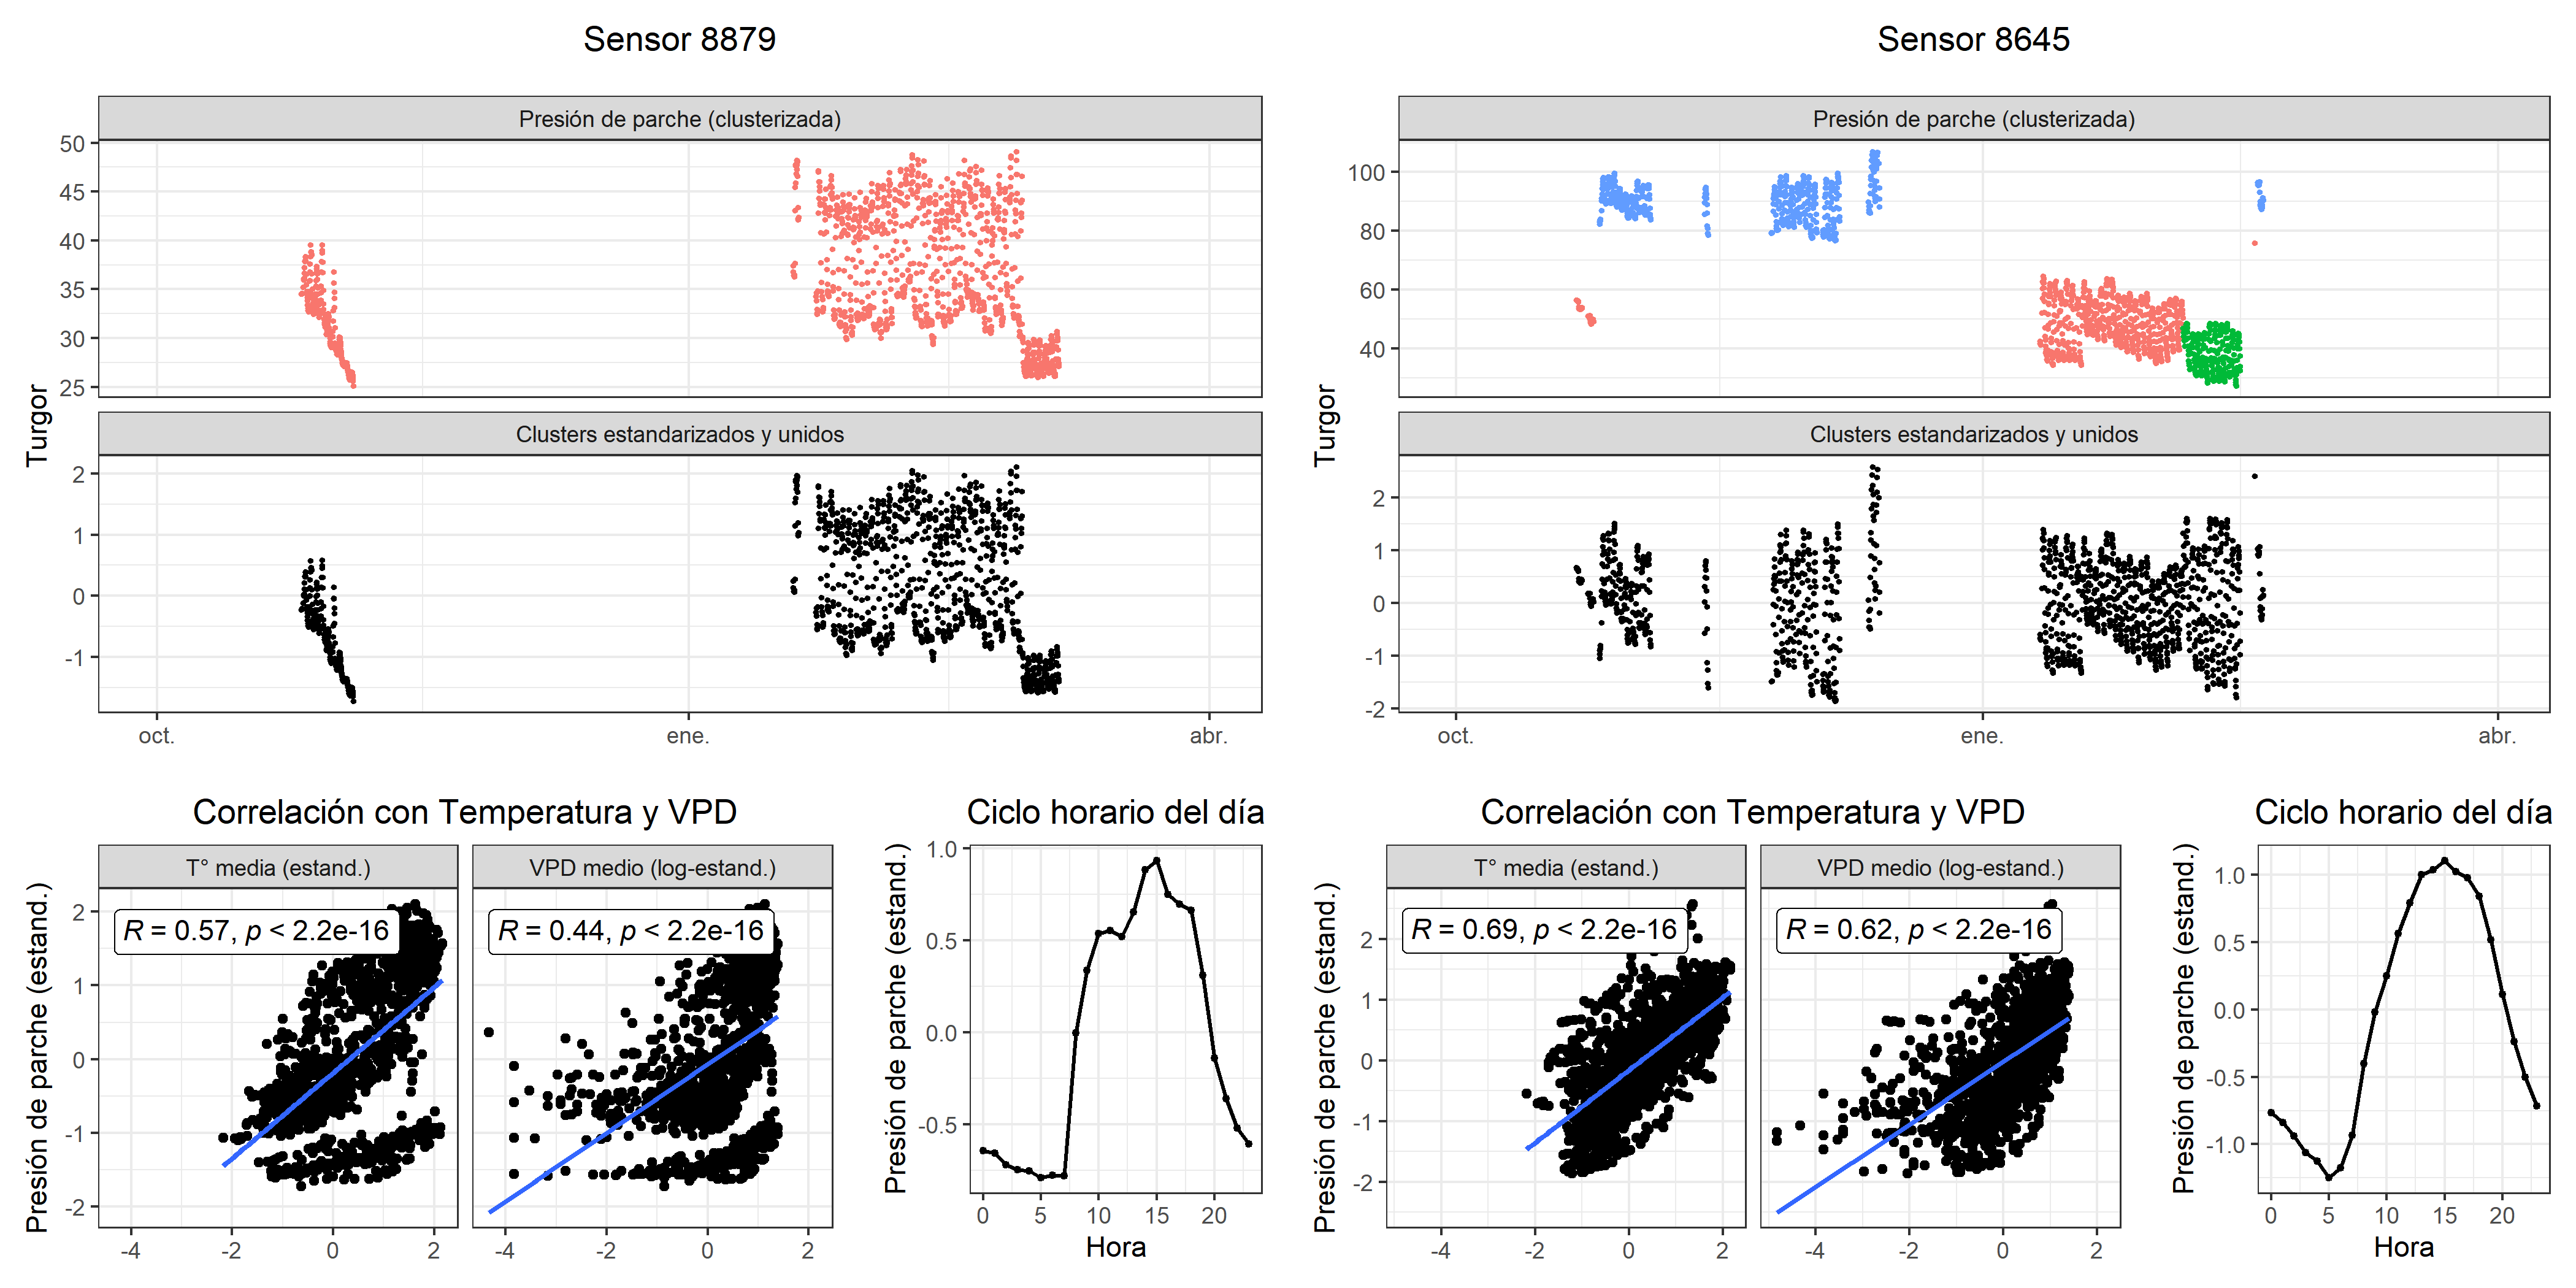 Sensor 8879
Presión de parche (clusterizada)
50
45
40
35
30
25
Turgor
Clusters estandarizados y unidos
2
1
0
-1
oct.
ene.
abr.
Correlación con Temperatura y VPD
T° media (estand.)
VPD medio (log-estand.)
R = 0.57, p < 2.2e-16
R = 0.44, p < 2.2e-16
Presión de parche (estand.)
2
1
0
-1
-2
-4
-2
0
2
-4
-2
0
2
Ciclo horario del día
Presión de parche (estand.)
1.0
0.5
0.0
-0.5
0
5
10
15
20
Hora
Sensor 8645
Presión de parche (clusterizada)
100
80
60
40
Turgor
Clusters estandarizados y unidos
2
1
0
-1
-2
oct.
ene.
abr.
Correlación con Temperatura y VPD
T° media (estand.)
VPD medio (log-estand.)
R = 0.69, p < 2.2e-16
R = 0.62, p < 2.2e-16
Presión de parche (estand.)
2
1
0
-1
-2
-4
-2
0
2
-4
-2
0
2
Ciclo horario del día
Presión de parche (estand.)
1.0
0.5
0.0
-0.5
-1.0
0
5
10
15
20
Hora